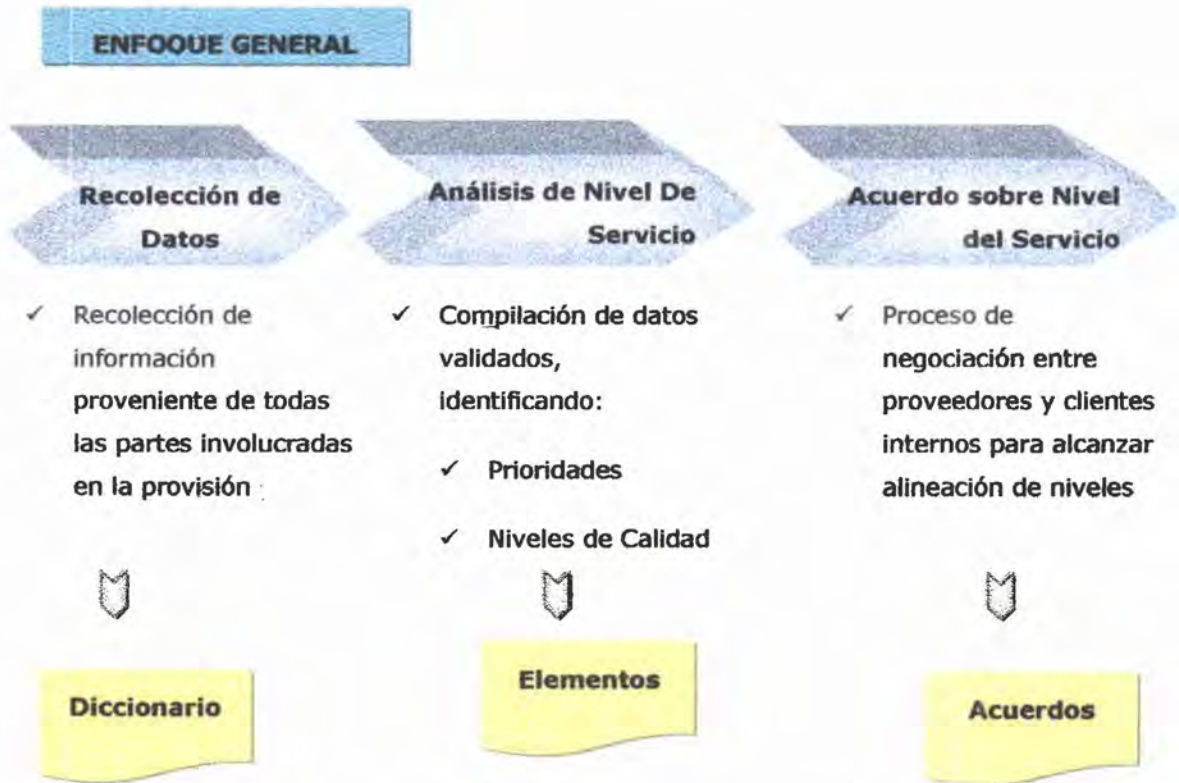 ENFOQUE GENERAL
Recolección de
Datos
Análisis de Nivel De
Servicio
Acuerdo sobre Nivel
del Servicio
✓ Recolección de
información
proveniente de todas
las partes involucradas
en la provisión
✓ Compilación de datos
validados,
identificando:
✓ Prioridades
✓ Niveles de Calidad
✓ Proceso de
negociación entre
proveedores y clientes
internos para alcanzar
alineación de niveles
Diccionario
Elementos
Acuerdos